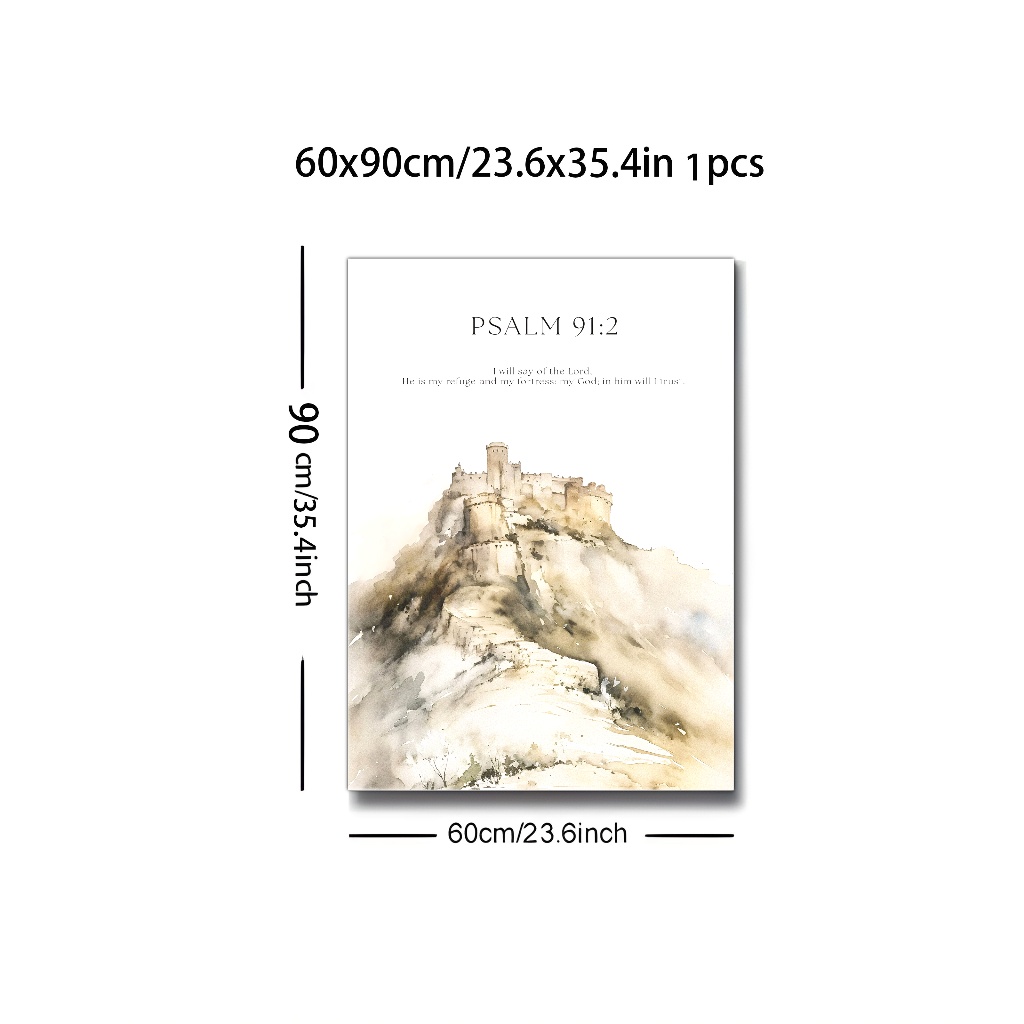 60x90cm/23.6x35.4in 1pcs
PSALM 91:2
I will say of the Lord,
He is my refuge and my fortress: my God; in him will I trust.
90 cm/35.4inch
60cm/23.6inch